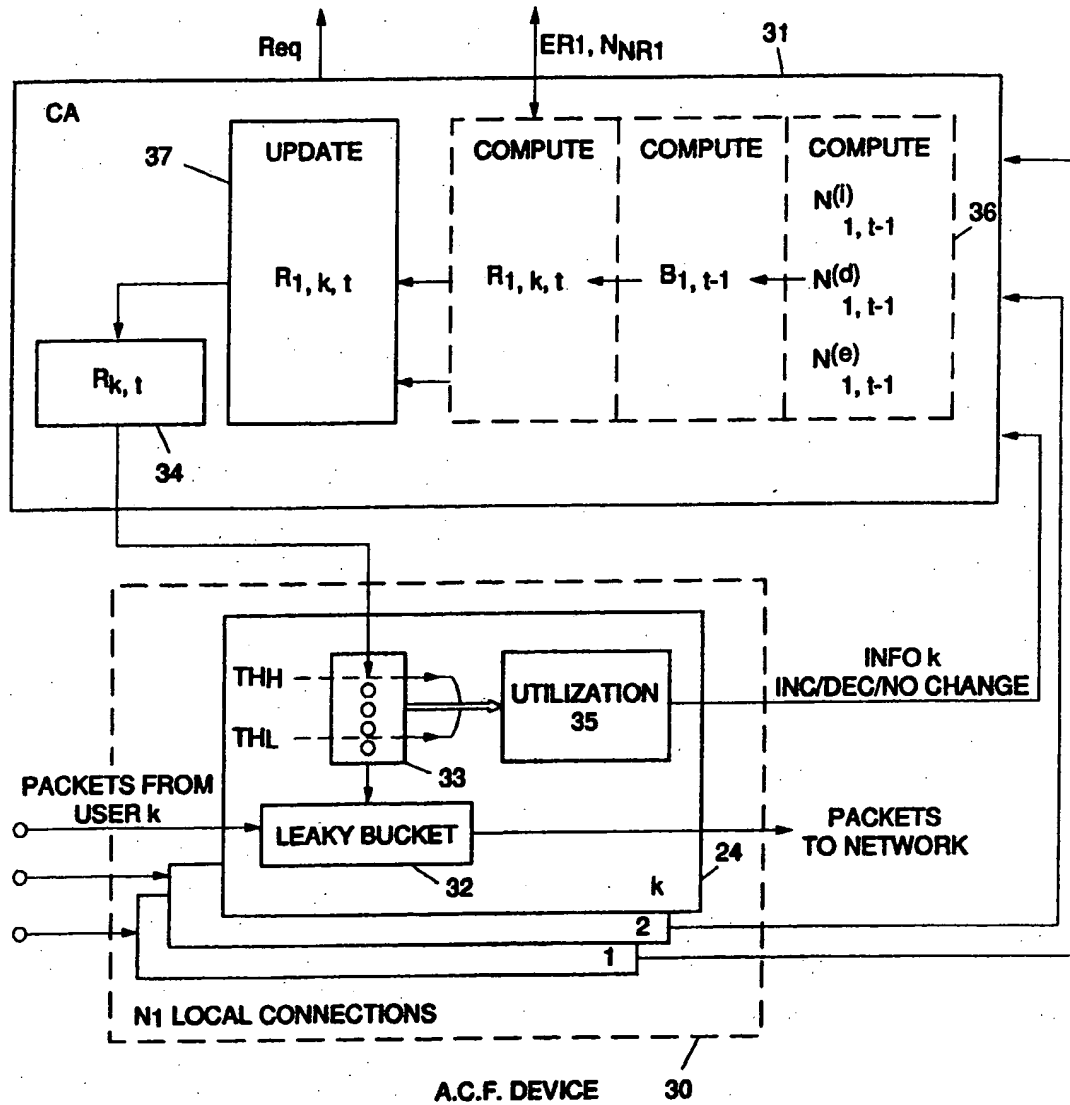 Req
ER1, NNR1
31
CA
37
UPDATE
COMPUTE
COMPUTE
COMPUTE
N(i)
1, t-1
36
R1, k, t
R1, k, t
B1, t-1
N(d)
1, t-1
N(e)
1, t-1
Rk, t
34
THH
THL
UTILIZATION
35
INFO k
INC/DEC/NO CHANGE
33
PACKETS FROM
USER k
LEAKY BUCKET
PACKETS
TO NETWORK
32
24
k
2
1
N1 LOCAL CONNECTIONS
A.C.F. DEVICE
30